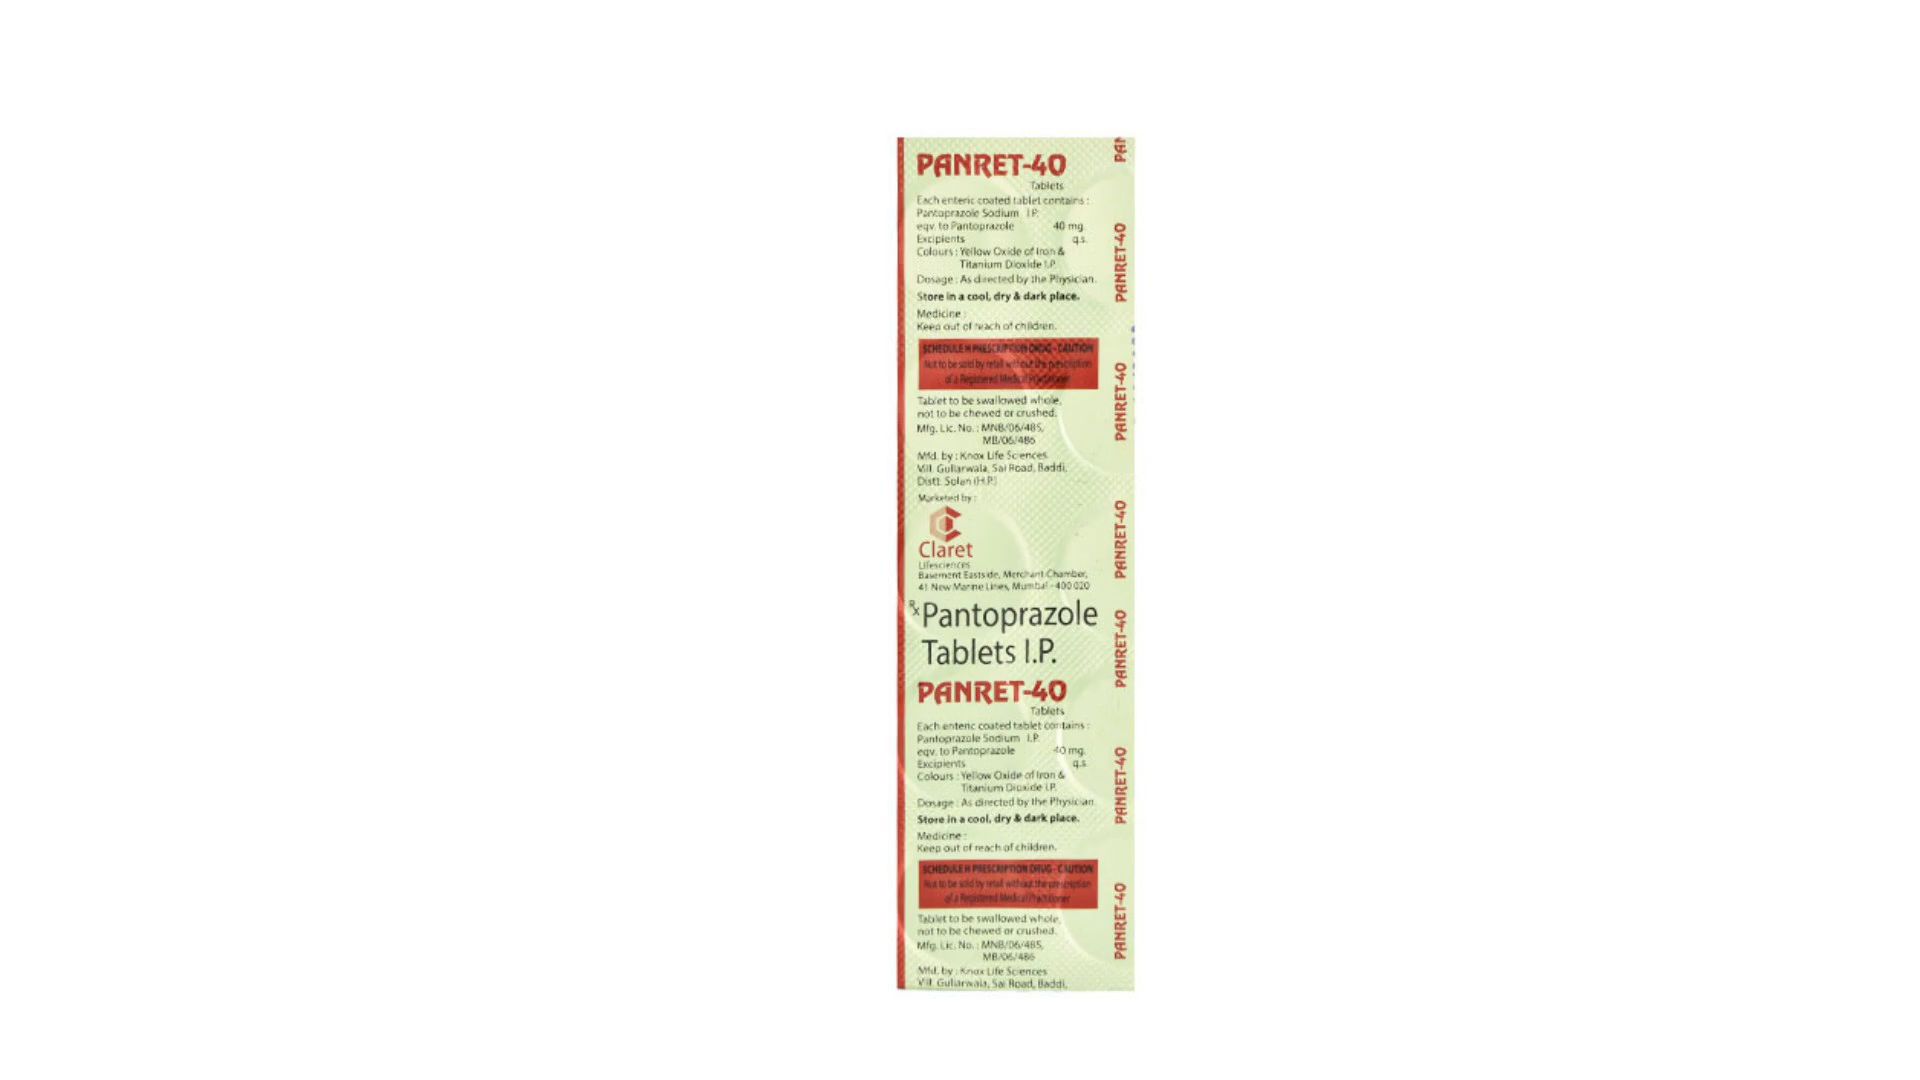 PANRET-40
Tablets
Each enteric coated tablet contains :
Pantoprazole Sodium I.P.
eqv. to Pantoprazole 40 mg.
Excipients q.s.
Colours : Yellow Oxide of Iron &
Titanium Dioxide I.P.
Dosage : As directed by the Physician.
Store in a cool, dry & dark place.
Medicine :
Keep out of reach of children.
SCHEDULE H PRESCRIPTION DRUG - CAUTION
Not to be sold by retail without the prescription
of a Registered Medical Practitioner
Tablet to be swallowed whole,
not to be chewed or crushed.
Mfg. Lic. No. : MNB/06/485,
MB/06/486
Mfd. by : Knox Life Sciences
Vill. Gullarwala, Sai Road, Baddi,
Distt. Solan (H.P.)
Marketed by :
Claret
Lifesciences
Basement Eastside, Merchant Chamber,
41 New Marine Lines, Mumbai - 400 020
Rx Pantoprazole
Tablets I.P.
PANRET-40
Tablets
Each enteric coated tablet contains :
Pantoprazole Sodium I.P.
eqv. to Pantoprazole 40 mg.
Excipients q.s.
Colours : Yellow Oxide of Iron &
Titanium Dioxide I.P.
Dosage : As directed by the Physician.
Store in a cool, dry & dark place.
Medicine :
Keep out of reach of children.
SCHEDULE H PRESCRIPTION DRUG - CAUTION
Not to be sold by retail without the prescription
of a Registered Medical Practitioner
Tablet to be swallowed whole,
not to be chewed or crushed.
Mfg. Lic. No. : MNB/06/485,
MB/06/486
Mfd. by : Knox Life Sciences
Vill. Gullarwala, Sai Road, Baddi,
PAN
PANRET-40
PANRET-40
PANRET-40
PANRET-40
PANRET-40
PANRET-40